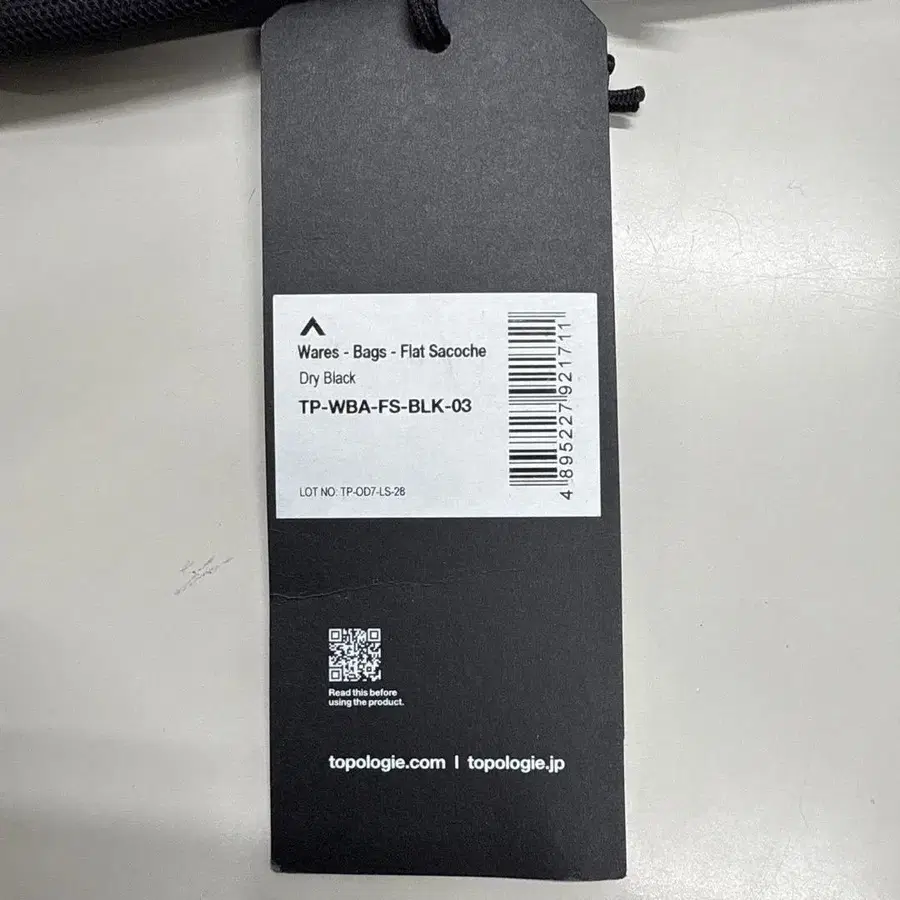 Wares - Bags - Flat Sacoche
Dry Black
TP-WBA-FS-BLK-03
LOT NO: TP-OD7-LS-28
4 895227 921711
Read this before
using the product.
topologie.com | topologie.jp